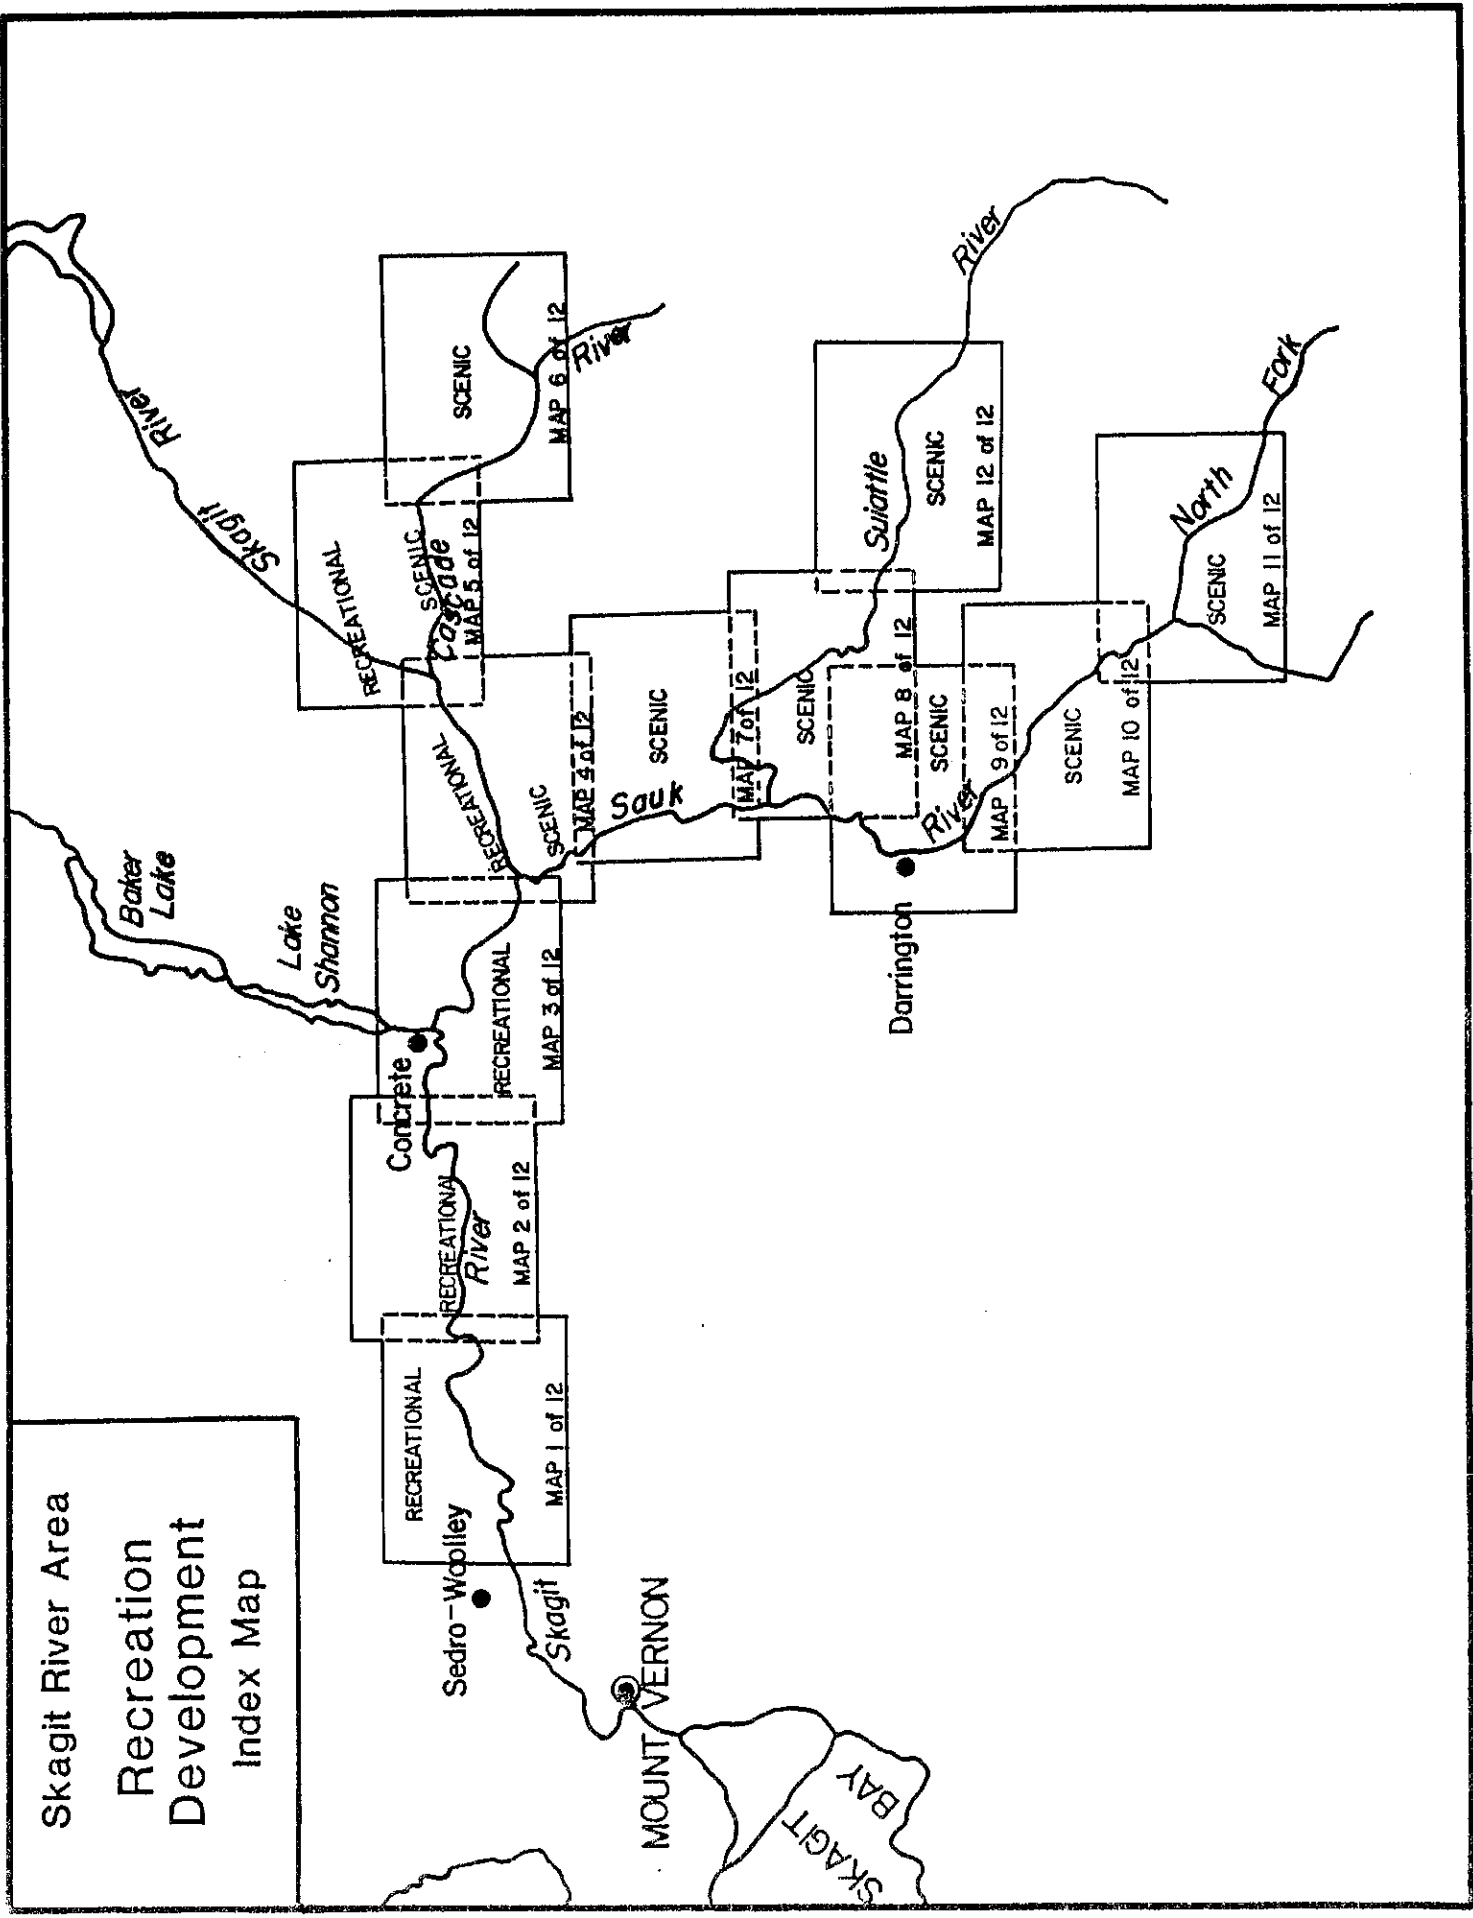 Skagit River Area
Recreation
Development
Index Map
Baker
Lake
Lake
Shannon
Skagit
River
RECREATIONAL
SCENIC
Cascade
MAP 5 of 12
SCENIC
MAP 6 of 12
River
Concrete
RECREATIONAL
MAP 3 of 12
RECREATIONAL
RECREATIONAL
SCENIC
MAP 4 of 12
RECREATIONAL
River
MAP 2 of 12
RECREATIONAL
MAP 1 of 12
Sedro-Woolley
Skagit
MOUNT VERNON
SKAGIT
BAY
Sauk
SCENIC
MAP 7 of 12
SCENIC
MAP 8 of 12
Suiattle
River
SCENIC
MAP 12 of 12
Darrington
River
SCENIC
MAP 9 of 12
SCENIC
MAP 10 of 12
North
Fork
SCENIC
MAP 11 of 12